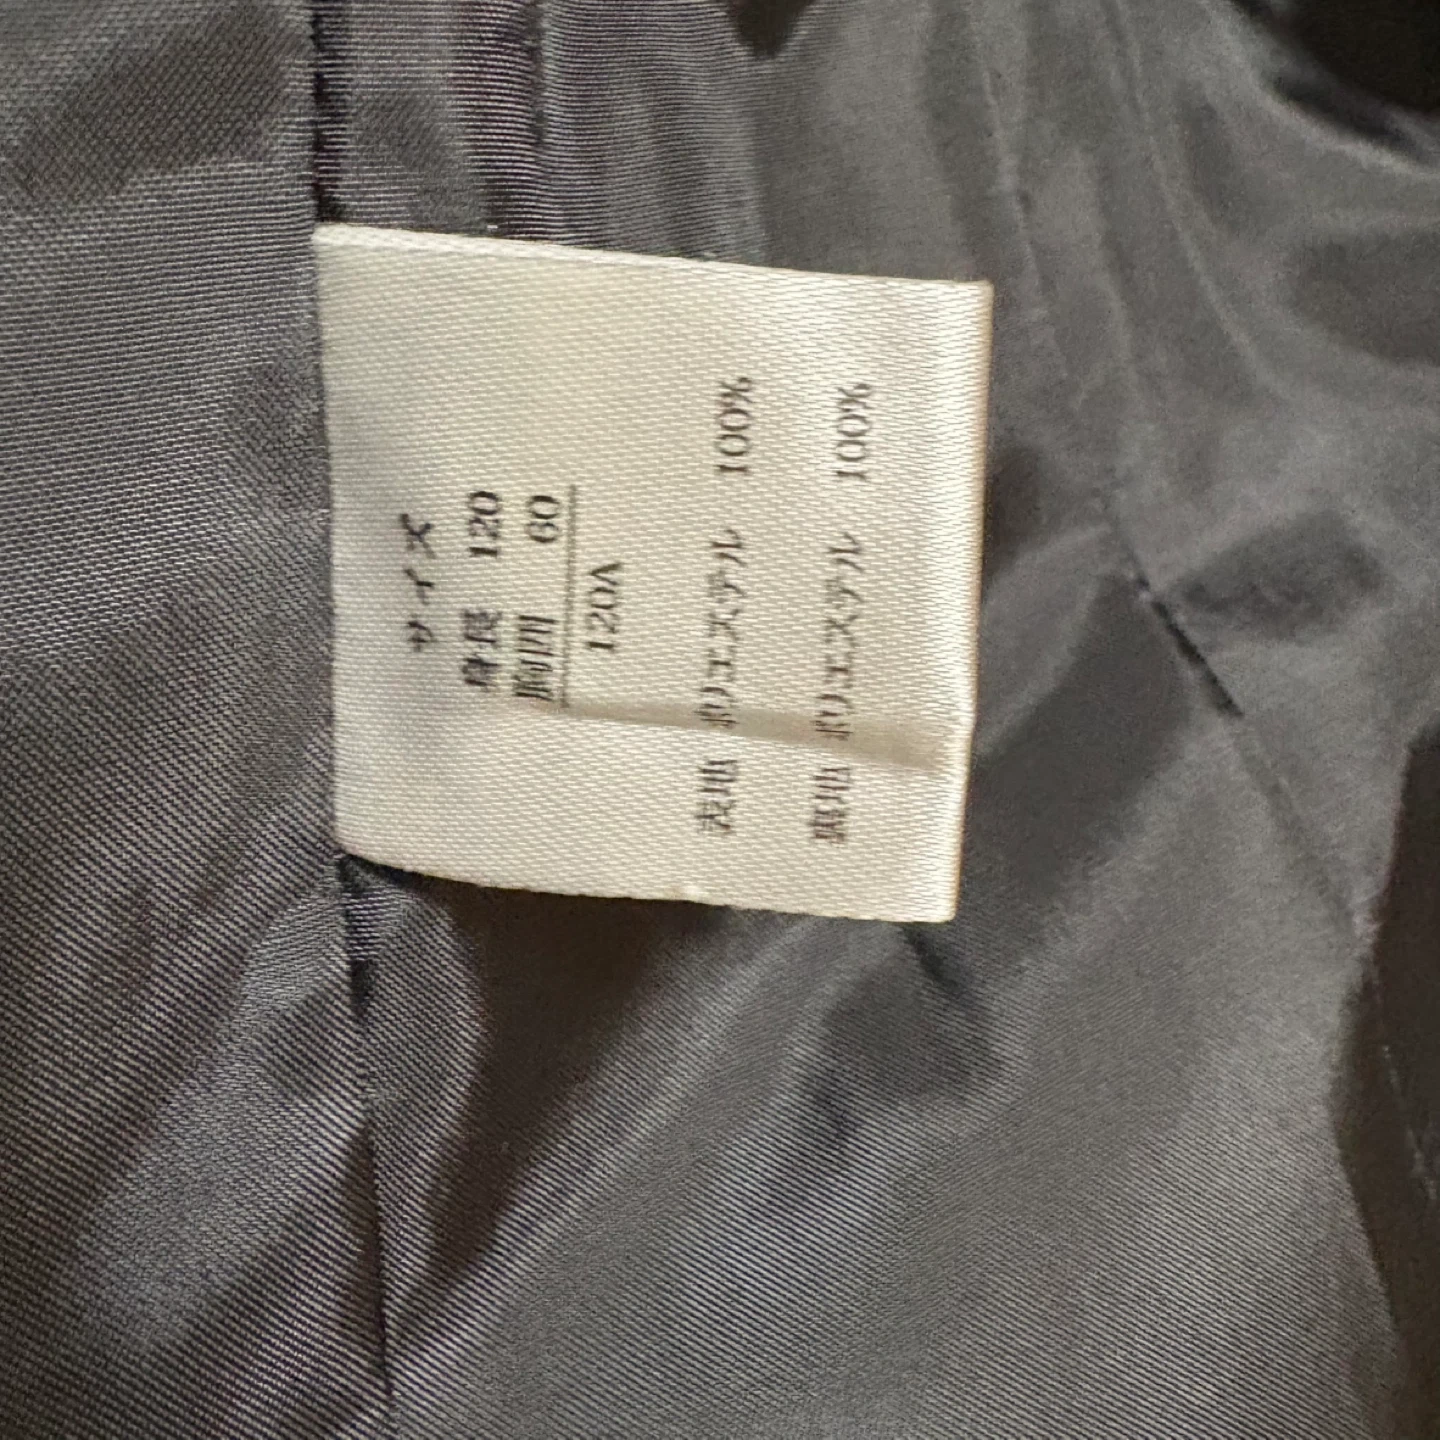 サイズ
身長 120
胸囲 60
120A
表地 ポリエステル 100%
裏地 ポリエステル 100%